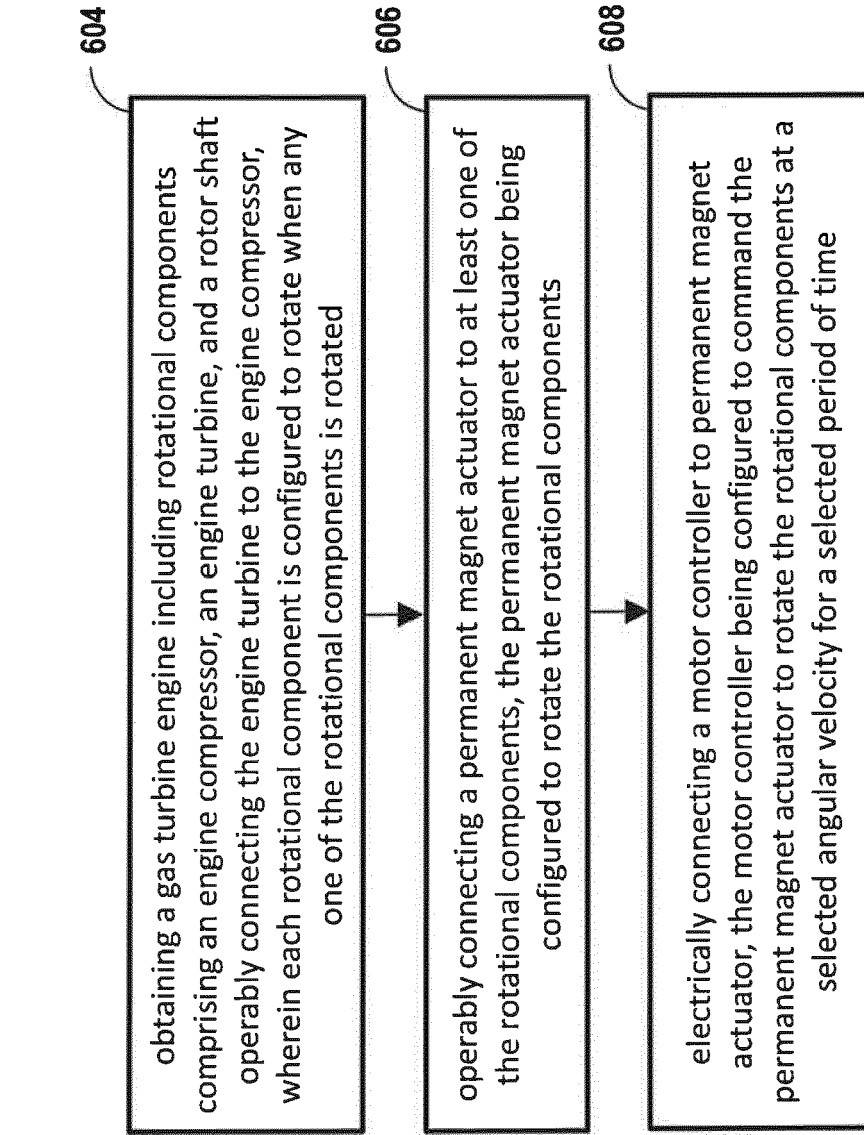 604
obtaining a gas turbine engine including rotational components
comprising an engine compressor, an engine turbine, and a rotor shaft
operably connecting the engine turbine to the engine compressor,
wherein each rotational component is configured to rotate when any
one of the rotational components is rotated
606
operably connecting a permanent magnet actuator to at least one of
the rotational components, the permanent magnet actuator being
configured to rotate the rotational components
608
electrically connecting a motor controller to permanent magnet
actuator, the motor controller being configured to command the
permanent magnet actuator to rotate the rotational components at a
selected angular velocity for a selected period of time